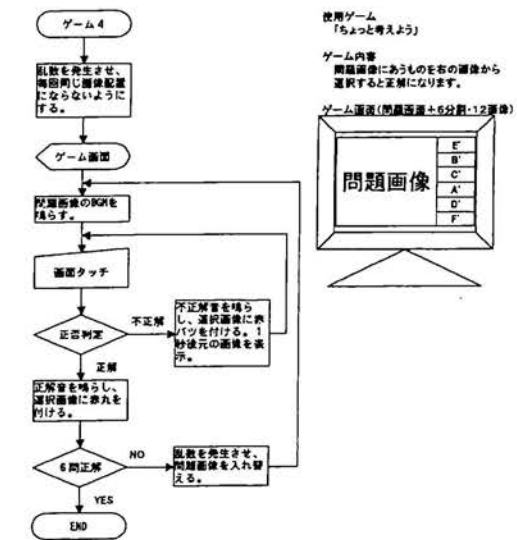 ゲーム4
乱数を発生させ、
毎回同じ画像配置
にならないように
する。
ゲーム画面
問題画像のBGMを
鳴らす。
画面タッチ
正否判定
不正解
不正解音を鳴ら
し、選択画像に赤
バツを付ける。1
秒後元の画像を表
示。
正解
正解音を鳴らし、
選択画像に赤丸を
付ける。
6問正解
NO
乱数を発生させ、
問題画像を入れ替
える。
YES
END
使用ゲーム
「ちょっと考えよう」
ゲーム内容
問題画像にあうものを右の画像から
選択すると正解になります。
ゲーム画面(問題画面+6分割・12画像)
問題画像
E'
B'
C'
A'
D'
F'